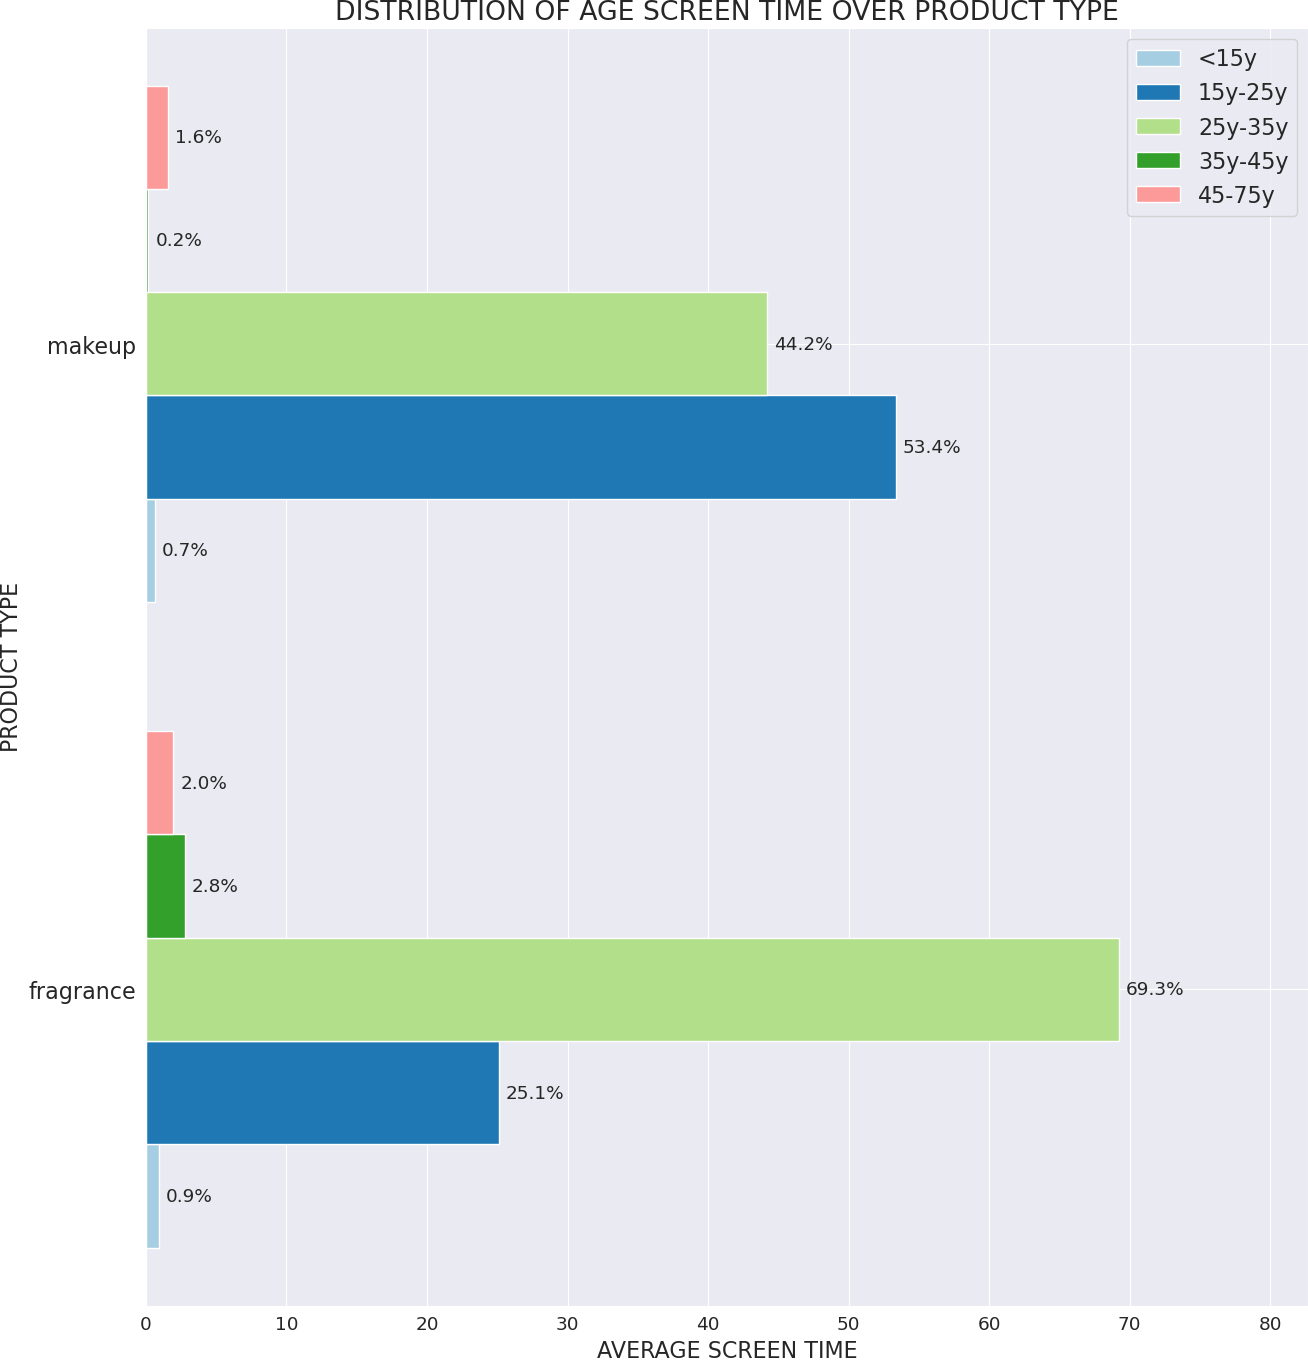 DISTRIBUTION OF AGE SCREEN TIME OVER PRODUCT TYPE
<15y
15y-25y
25y-35y
35y-45y
45-75y
1.6%
0.2%
makeup
44.2%
53.4%
0.7%
PRODUCT TYPE
2.0%
2.8%
fragrance
69.3%
25.1%
0.9%
0 10 20 30 40 50 60 70 80
AVERAGE SCREEN TIME